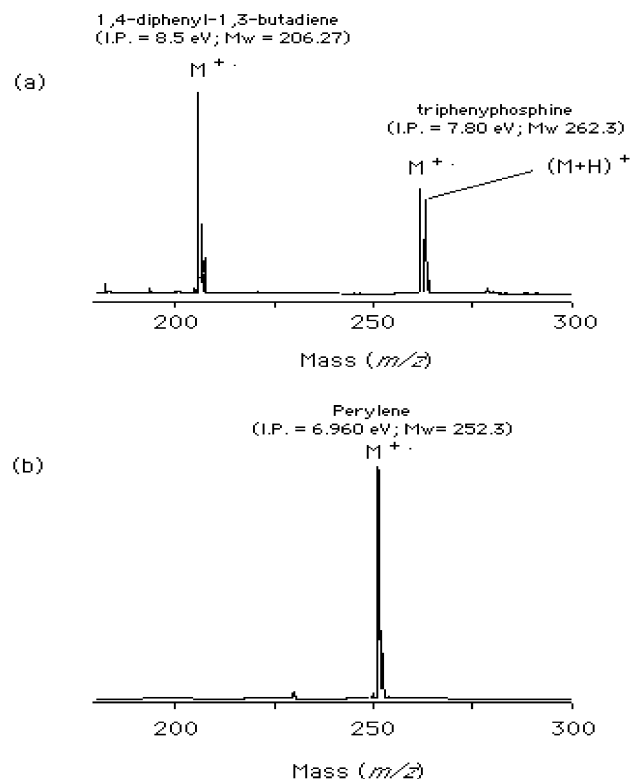 1,4-diphenyl-1,3-butadiene
(I.P. = 8.5 eV; Mw = 206.27)
M + ·
(a)
triphenyphosphine
(I.P. = 7.80 eV; Mw 262.3)
M + ·
(M+H) +
200
250
300
Mass (m/z)
Perylene
(I.P. = 6.960 eV; Mw= 252.3)
M + ·
(b)
200
250
300
Mass (m/z)